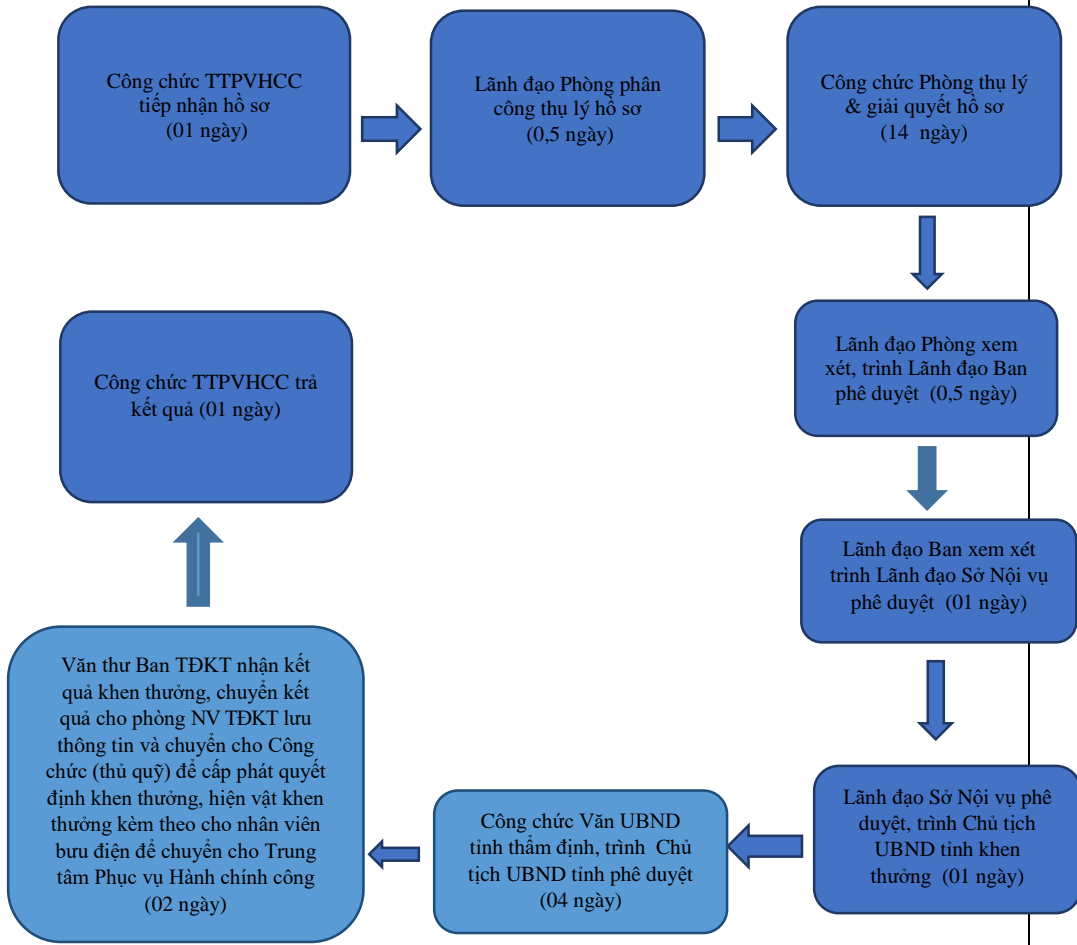 Công chức TTPVHCC
tiếp nhận hồ sơ
(01 ngày)
Lãnh đạo Phòng phân
công thụ lý hồ sơ
(0,5 ngày)
Công chức Phòng thụ lý
& giải quyết hồ sơ
(14 ngày)
Lãnh đạo Phòng xem
xét, trình Lãnh đạo Ban
phê duyệt (0,5 ngày)
Lãnh đạo Ban xem xét
trình Lãnh đạo Sở Nội vụ
phê duyệt (01 ngày)
Lãnh đạo Sở Nội vụ phê
duyệt, trình Chủ tịch
UBND tỉnh khen
thưởng (01 ngày)
Công chức Văn UBND
tỉnh thẩm định, trình Chủ
tịch UBND tỉnh phê duyệt
(04 ngày)
Văn thư Ban TĐKT nhận kết
quả khen thưởng, chuyển kết
quả cho phòng NV TĐKT lưu
thông tin và chuyển cho Công
chức (thủ quỹ) để cấp phát quyết
định khen thưởng, hiện vật khen
thưởng kèm theo cho nhân viên
bưu điện để chuyển cho Trung
tâm Phục vụ Hành chính công
(02 ngày)
Công chức TTPVHCC trả
kết quả (01 ngày)